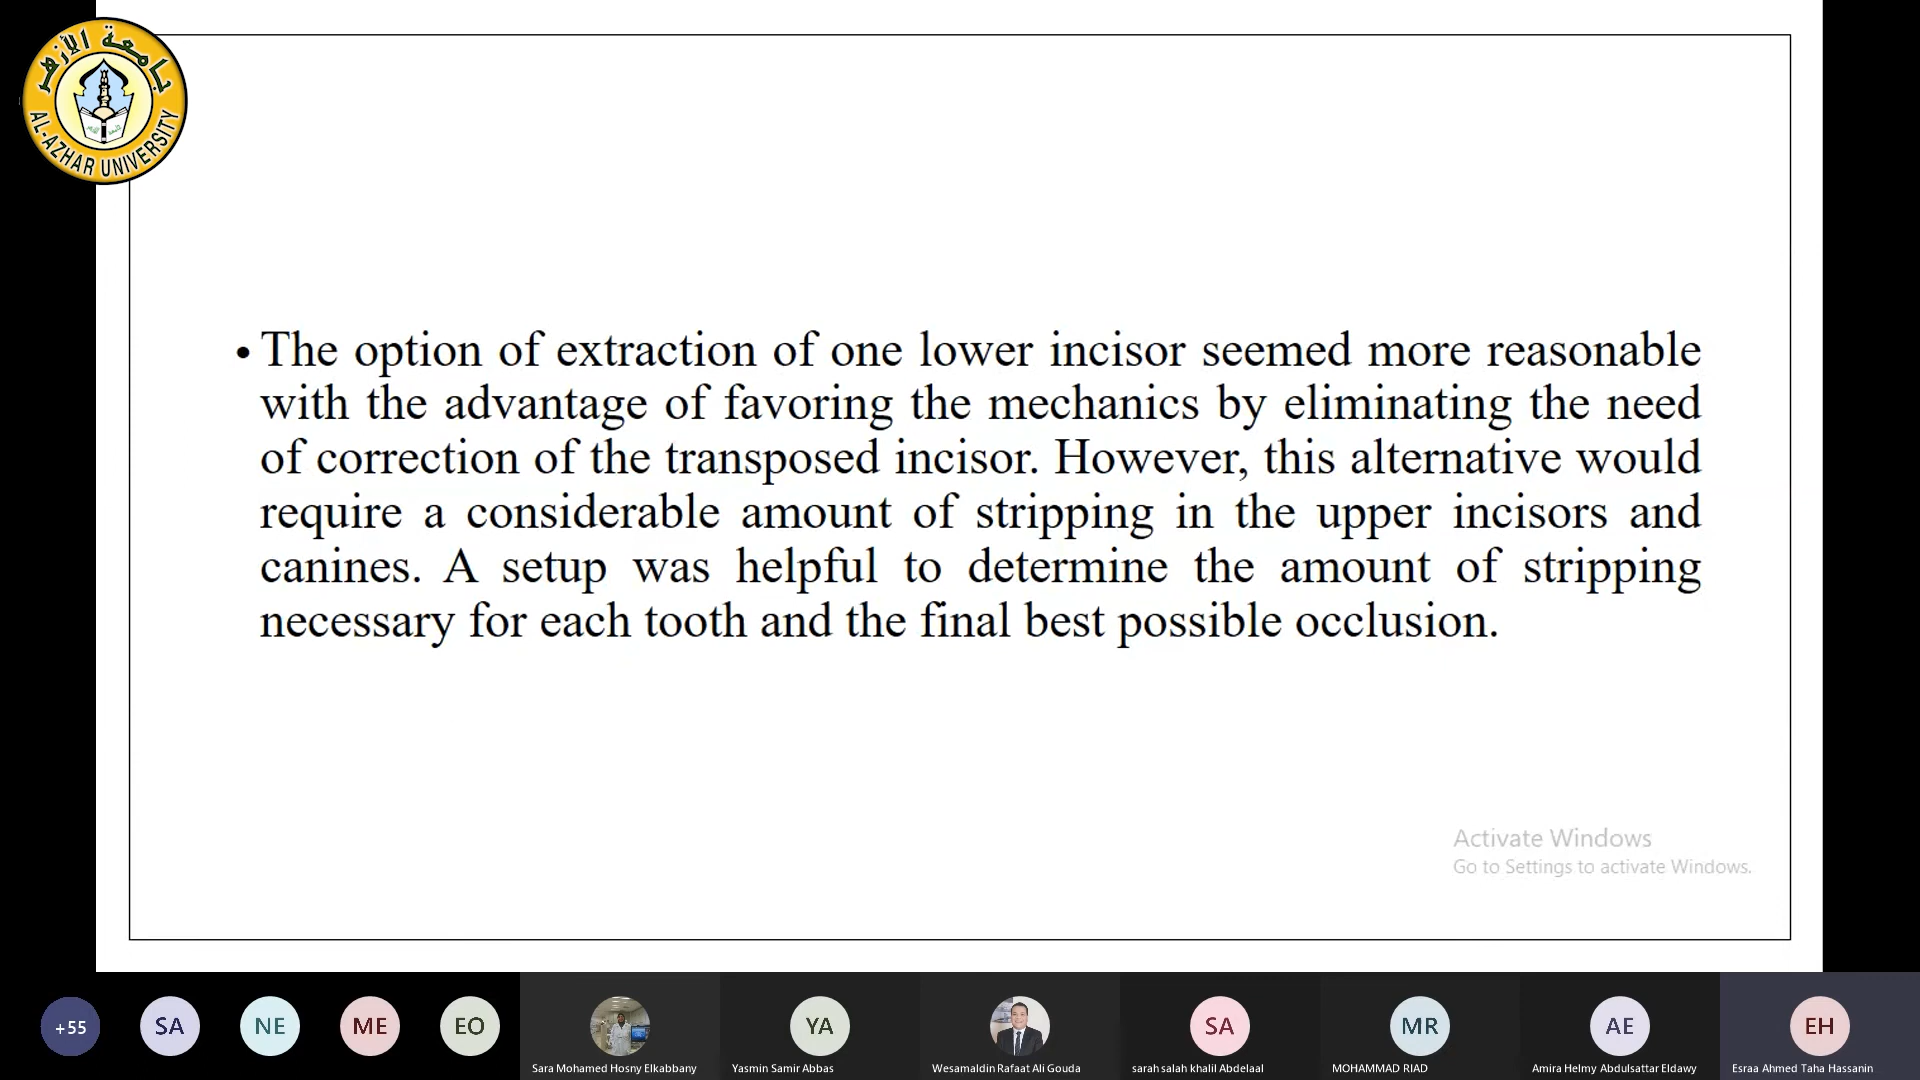 جامعة الأزهر
AL-AZHAR UNIVERSITY
• The option of extraction of one lower incisor seemed more reasonable
with the advantage of favoring the mechanics by eliminating the need
of correction of the transposed incisor. However, this alternative would
require a considerable amount of stripping in the upper incisors and
canines. A setup was helpful to determine the amount of stripping
necessary for each tooth and the final best possible occlusion.
Activate Windows
Go to Settings to activate Windows.
+55
SA
NE
ME
EO
YA
SA
MR
AE
EH
Sara Mohamed Hosny Elkabbany
Yasmin Samir Abbas
Wesamaldin Rafaat Ali Gouda
sarah salah khalil Abdelaal
MOHAMMAD RIAD
Amira Helmy Abdulsattar Eldawy
Esraa Ahmed Taha Hassanin